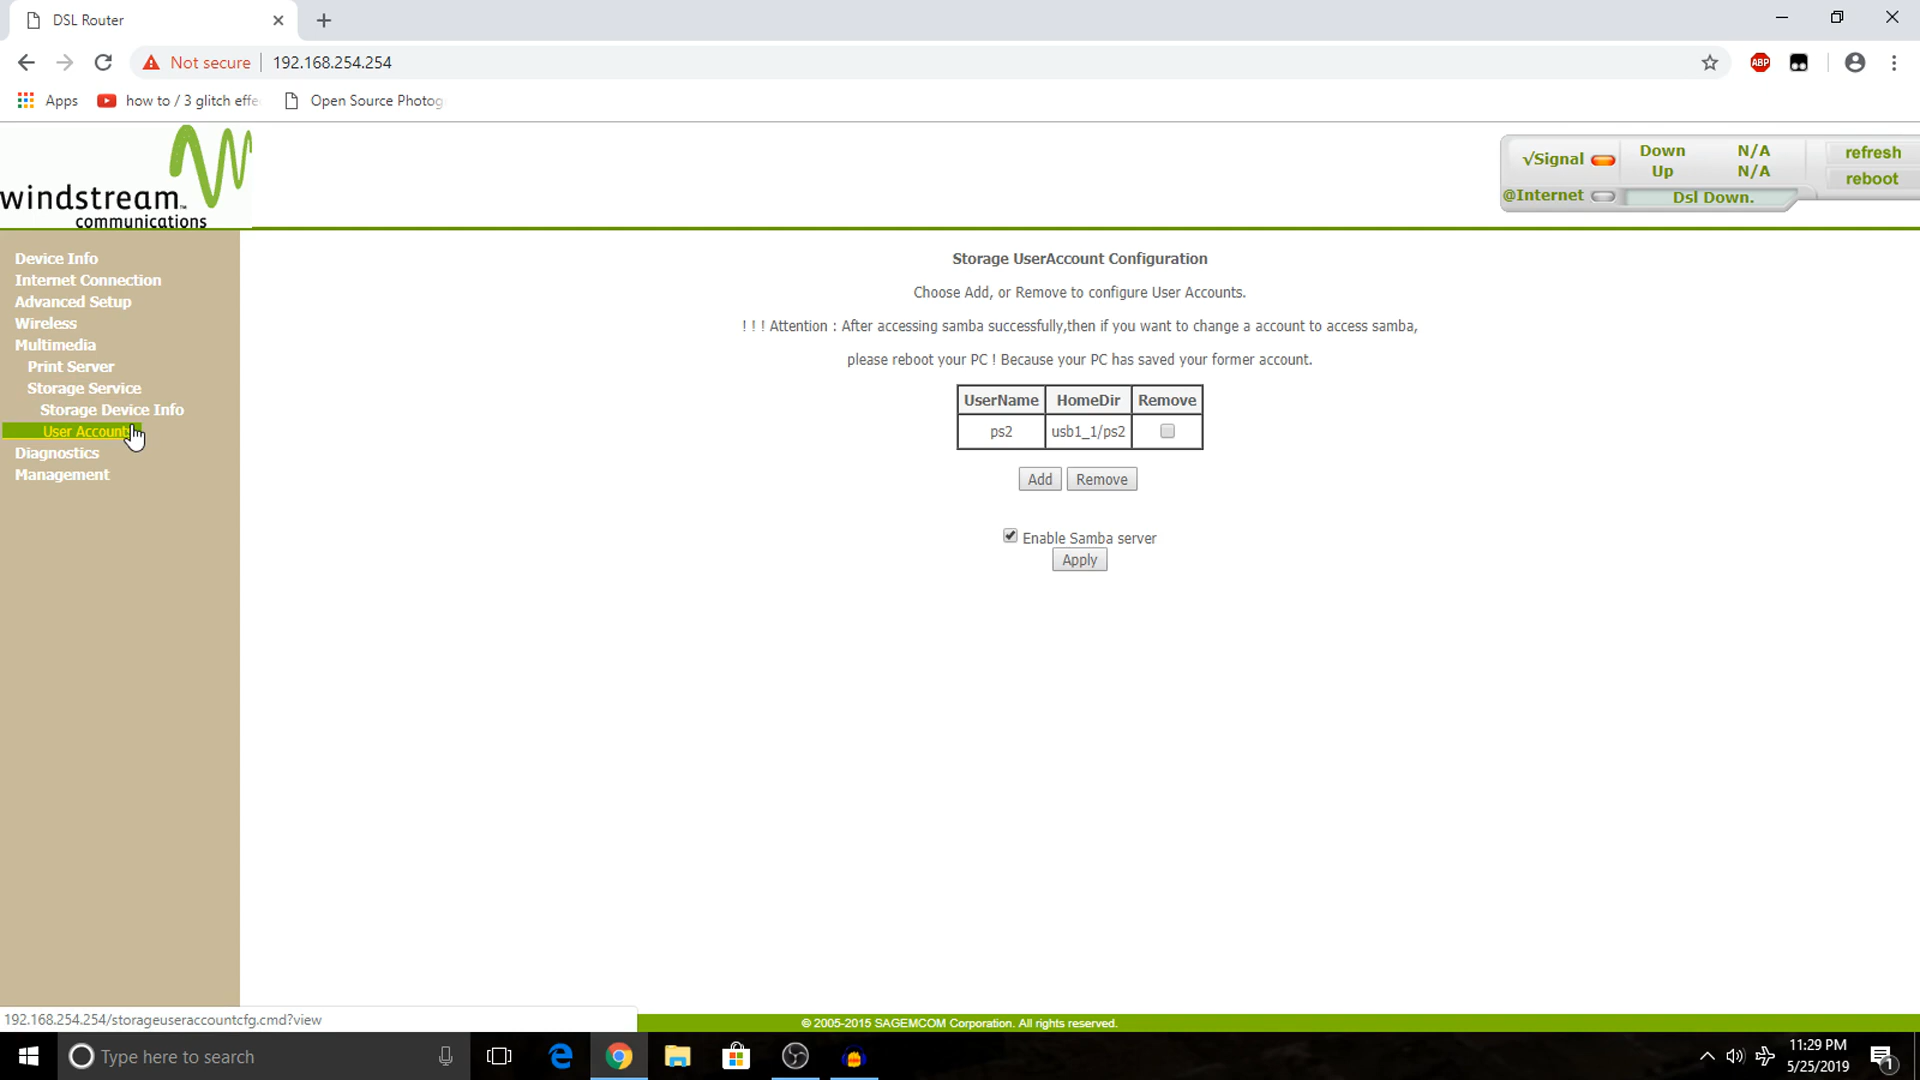 DSL Router
Not secure
192.168.254.254
ABP
Apps
how to / 3 glitch effe
Open Source Photog
windstream™
communications
√Signal
Down N/A
Up N/A
@Internet
Dsl Down.
refresh
reboot
Device Info
Internet Connection
Advanced Setup
Wireless
Multimedia
Print Server
Storage Service
Storage Device Info
User Accounts
Diagnostics
Management
Storage UserAccount Configuration
Choose Add, or Remove to configure User Accounts.
! ! ! Attention : After accessing samba successfully,then if you want to change a account to access samba,
please reboot your PC ! Because your PC has saved your former account.
UserName HomeDir Remove
ps2 usb1_1/ps2
Add Remove
Enable Samba server
Apply
192.168.254.254/storageuseraccountcfg.cmd?view
© 2005-2015 SAGEMCOM Corporation. All rights reserved.
Type here to search
11:29 PM
5/25/2019
1